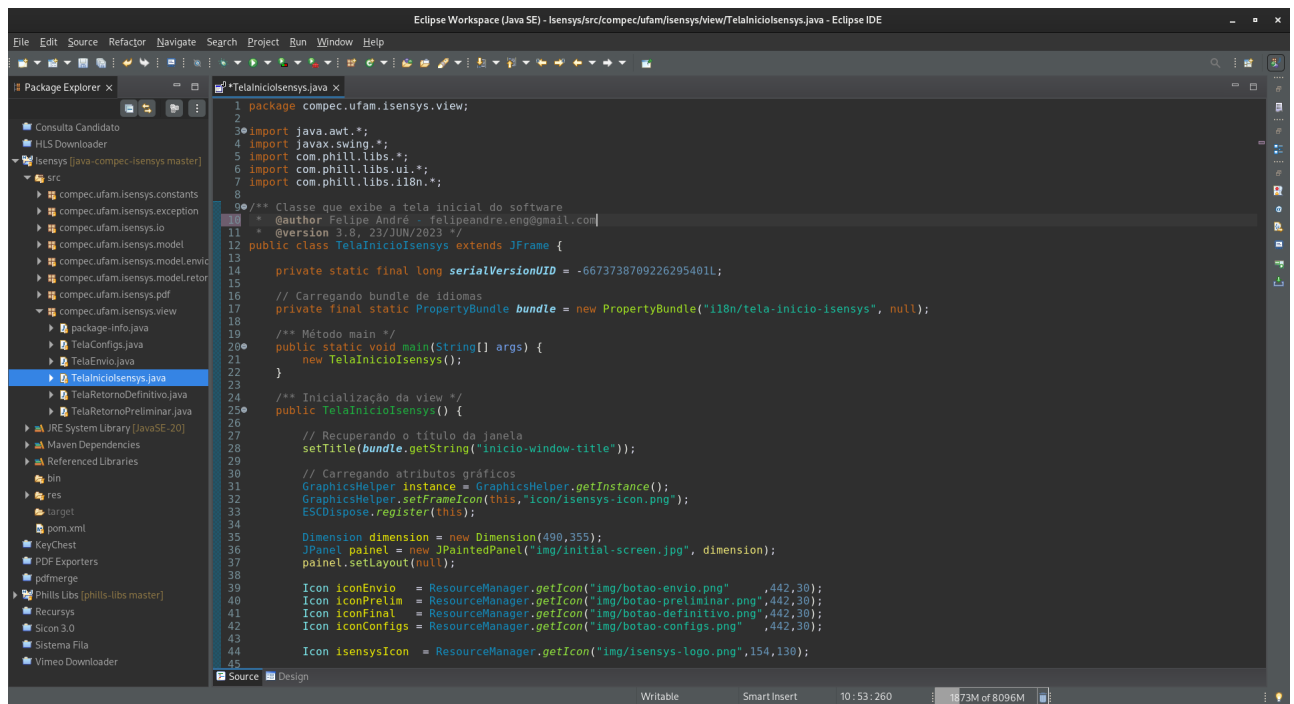 Eclipse Workspace (Java SE) - Isensys/src/compec/ufam/isensys/view/TelaInicioIsensys.java - Eclipse IDE
File Edit Source Refactor Navigate Search Project Run Window Help
Package Explorer
Consulta Candidato
HLS Downloader
Isensys [java-compec-isensys master]
src
compec.ufam.isensys.constants
compec.ufam.isensys.exception
compec.ufam.isensys.io
compec.ufam.isensys.model
compec.ufam.isensys.model.envic
compec.ufam.isensys.model.retor
compec.ufam.isensys.pdf
compec.ufam.isensys.view
package-info.java
TelaConfigs.java
TelaEnvio.java
TelaInicioIsensys.java
TelaRetornoDefinitivo.java
TelaRetornoPreliminar.java
JRE System Library [JavaSE-20]
Maven Dependencies
Referenced Libraries
bin
res
target
pom.xml
KeyChest
PDF Exporters
pdfmerge
Phills Libs [phills-libs master]
Recursys
Sicon 3.0
Sistema Fila
Vimeo Downloader
*TelaInicioIsensys.java
1 package compec.ufam.isensys.view;
2
3 import java.awt.*;
4 import javax.swing.*;
5 import com.phill.libs.*;
6 import com.phill.libs.ui.*;
7 import com.phill.libs.i18n.*;
8
9 /** Classe que exibe a tela inicial do software
10 * @author Felipe André - felipeandre.eng@gmail.com
11 * @version 3.8, 23/JUN/2023 */
12 public class TelaInicioIsensys extends JFrame {
13
14 private static final long serialVersionUID = -6673738709226295401L;
15
16 // Carregando bundle de idiomas
17 private final static PropertyBundle bundle = new PropertyBundle("i18n/tela-inicio-isensys", null);
18
19 /** Método main */
20 public static void main(String[] args) {
21 new TelaInicioIsensys();
22 }
23
24 /** Inicialização da view */
25 public TelaInicioIsensys() {
26
27 // Recuperando o título da janela
28 setTitle(bundle.getString("inicio-window-title"));
29
30 // Carregando atributos gráficos
31 GraphicsHelper instance = GraphicsHelper.getInstance();
32 GraphicsHelper.setFrameIcon(this,"icon/isensys-icon.png");
33 ESCDispose.register(this);
34
35 Dimension dimension = new Dimension(490,355);
36 JPanel painel = new JPaintedPanel("img/initial-screen.jpg", dimension);
37 painel.setLayout(null);
38
39 Icon iconEnvio = ResourceManager.getIcon("img/botao-envio.png" ,442,30);
40 Icon iconPrelim = ResourceManager.getIcon("img/botao-preliminar.png",442,30);
41 Icon iconFinal = ResourceManager.getIcon("img/botao-definitivo.png",442,30);
42 Icon iconConfigs = ResourceManager.getIcon("img/botao-configs.png" ,442,30);
43
44 Icon isensysIcon = ResourceManager.getIcon("img/isensys-logo.png",154,130);
45
Source Design
Writable Smart Insert 10 : 53 : 260 1873M of 8096M